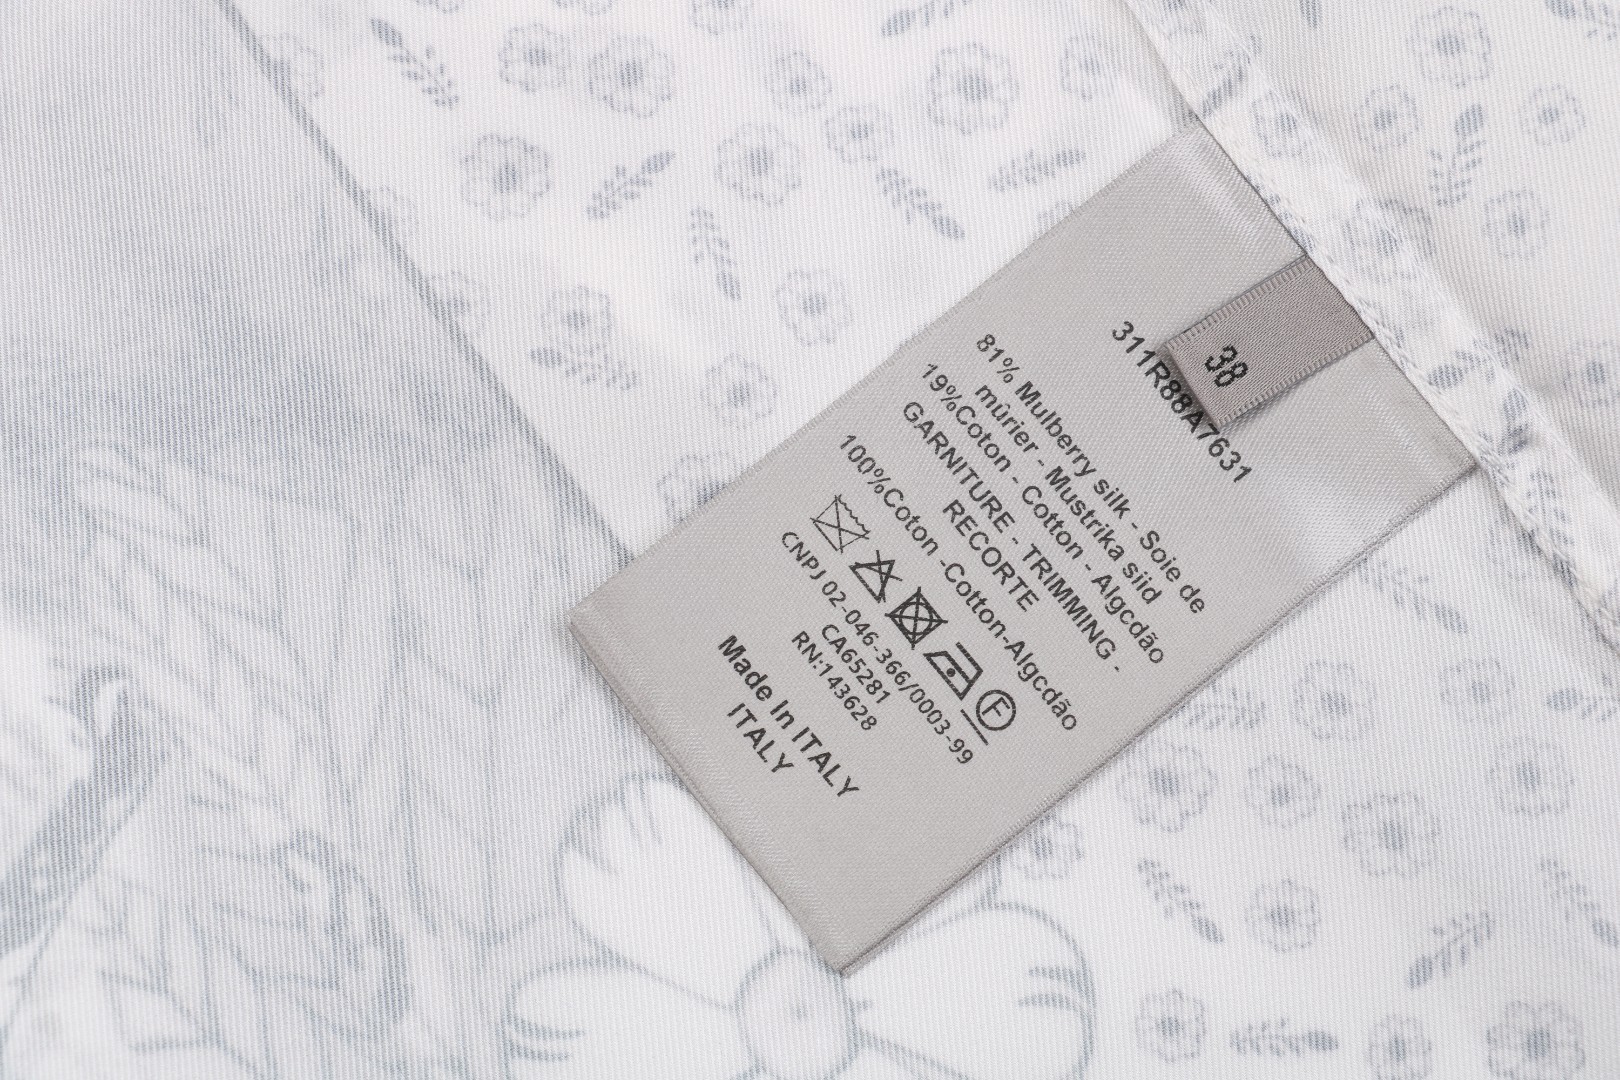 38
311R88A7631
81% Mulberry silk - Soie de
mûrier - Mustrika siid
19%Coton - Cotton - Algcdão
GARNITURE - TRIMMING -
RECORTE
100%Coton -Cotton-Algcdão
F
CNPJ 02-046-366/0003-99
CA65281
RN:143628
Made In ITALY
ITALY